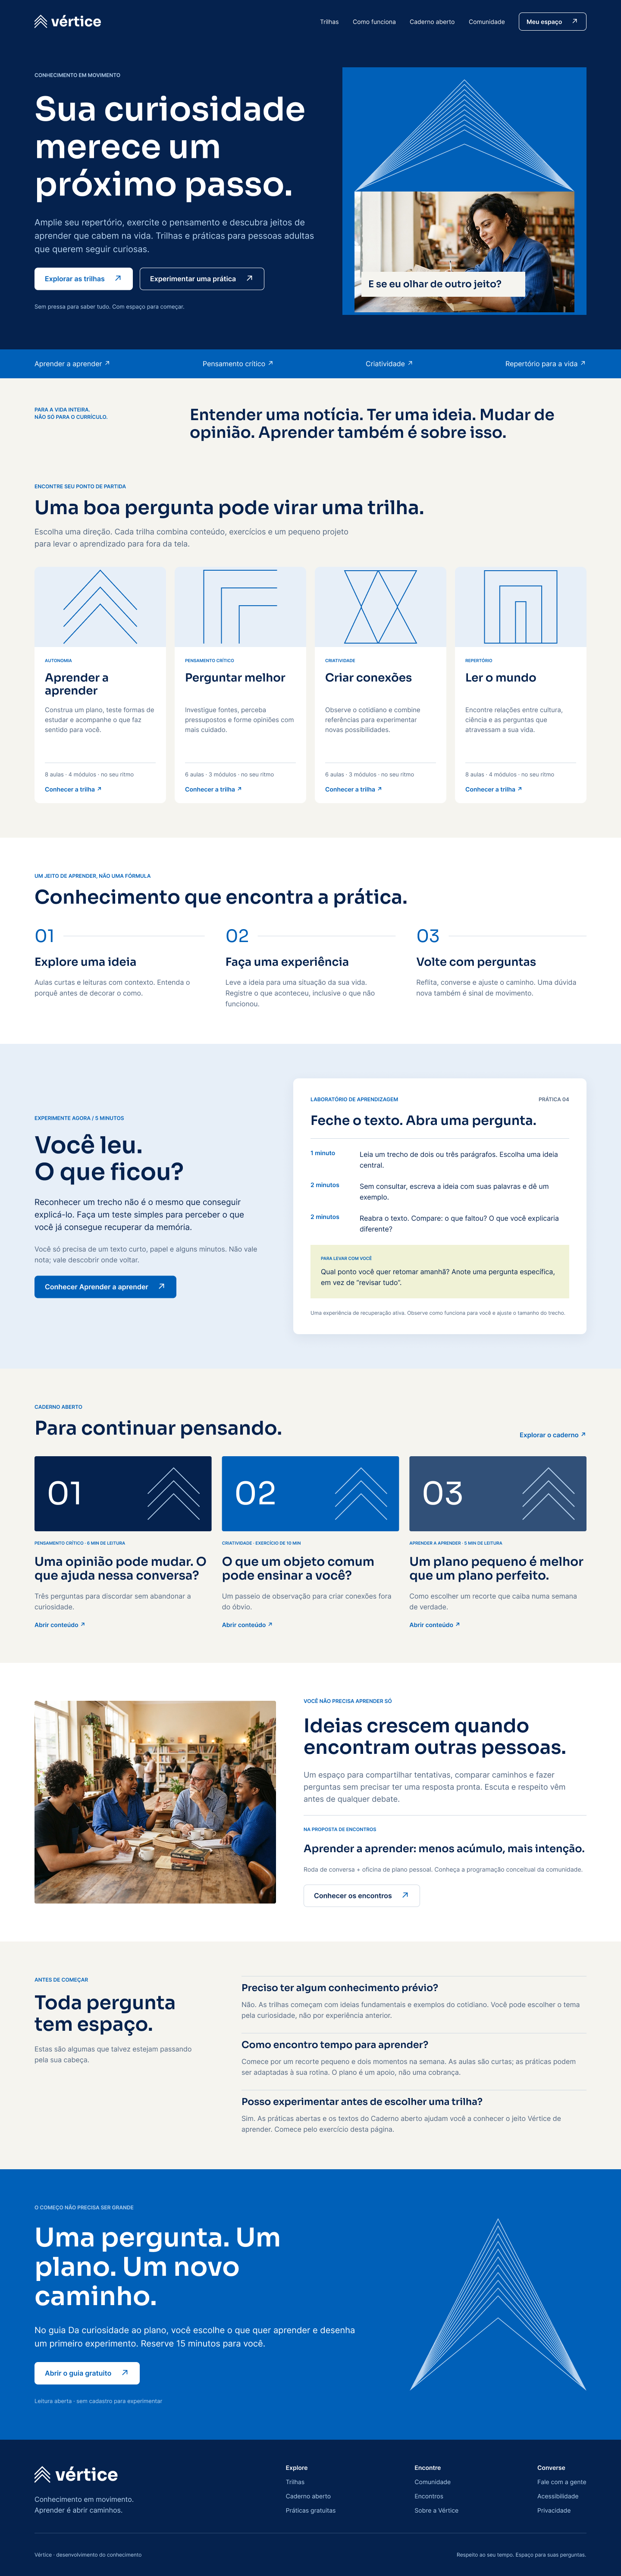 vértice
Trilhas
Como funciona
Caderno aberto
Comunidade
Meu espaço ↗
CONHECIMENTO EM MOVIMENTO
Sua curiosidade
merece um
próximo passo.
Amplie seu repertório, exercite o pensamento e descubra jeitos de
aprender que cabem na vida. Trilhas e práticas para pessoas adultas
que querem seguir curiosas.
Explorar as trilhas ↗
Experimentar uma prática ↗
Sem pressa para saber tudo. Com espaço para começar.
E se eu olhar de outro jeito?
Aprender a aprender ↗
Pensamento crítico ↗
Criatividade ↗
Repertório para a vida ↗
PARA A VIDA INTEIRA.
NÃO SÓ PARA O CURRÍCULO.
Entender uma notícia. Ter uma ideia. Mudar de
opinião. Aprender também é sobre isso.
ENCONTRE SEU PONTO DE PARTIDA
Uma boa pergunta pode virar uma trilha.
Escolha uma direção. Cada trilha combina conteúdo, exercícios e um pequeno projeto
para levar o aprendizado para fora da tela.
AUTONOMIA
Aprender a
aprender
Construa um plano, teste formas de
estudar e acompanhe o que faz
sentido para você.
8 aulas · 4 módulos · no seu ritmo
Conhecer a trilha ↗
PENSAMENTO CRÍTICO
Perguntar melhor
Investigue fontes, perceba
pressupostos e forme opiniões com
mais cuidado.
6 aulas · 3 módulos · no seu ritmo
Conhecer a trilha ↗
CRIATIVIDADE
Criar conexões
Observe o cotidiano e combine
referências para experimentar
novas possibilidades.
6 aulas · 3 módulos · no seu ritmo
Conhecer a trilha ↗
REPERTÓRIO
Ler o mundo
Encontre relações entre cultura,
ciência e as perguntas que
atravessam a sua vida.
8 aulas · 4 módulos · no seu ritmo
Conhecer a trilha ↗
UM JEITO DE APRENDER, NÃO UMA FÓRMULA
Conhecimento que encontra a prática.
01
Explore uma ideia
Aulas curtas e leituras com contexto. Entenda o
porquê antes de decorar o como.
02
Faça uma experiência
Leve a ideia para uma situação da sua vida.
Registre o que aconteceu, inclusive o que não
funcionou.
03
Volte com perguntas
Reflita, converse e ajuste o caminho. Uma dúvida
nova também é sinal de movimento.
EXPERIMENTE AGORA / 5 MINUTOS
Você leu.
O que ficou?
Reconhecer um trecho não é o mesmo que conseguir
explicá-lo. Faça um teste simples para perceber o que
você já consegue recuperar da memória.
Você só precisa de um texto curto, papel e alguns minutos. Não vale
nota; vale descobrir onde voltar.
Conhecer Aprender a aprender ↗
LABORATÓRIO DE APRENDIZAGEM
PRÁTICA 04
Feche o texto. Abra uma pergunta.
1 minuto
Leia um trecho de dois ou três parágrafos. Escolha uma ideia
central.
2 minutos
Sem consultar, escreva a ideia com suas palavras e dê um
exemplo.
2 minutos
Reabra o texto. Compare: o que faltou? O que você explicaria
diferente?
PARA LEVAR COM VOCÊ
Qual ponto você quer retomar amanhã? Anote uma pergunta específica,
em vez de "revisar tudo".
Uma experiência de recuperação ativa. Observe como funciona para você e ajuste o tamanho do trecho.
CADERNO ABERTO
Para continuar pensando.
Explorar o caderno ↗
01
PENSAMENTO CRÍTICO · 6 MIN DE LEITURA
Uma opinião pode mudar. O
que ajuda nessa conversa?
Três perguntas para discordar sem abandonar a
curiosidade.
Abrir conteúdo ↗
02
CRIATIVIDADE · EXERCÍCIO DE 10 MIN
O que um objeto comum
pode ensinar a você?
Um passeio de observação para criar conexões fora
do óbvio.
Abrir conteúdo ↗
03
APRENDER A APRENDER · 5 MIN DE LEITURA
Um plano pequeno é melhor
que um plano perfeito.
Como escolher um recorte que caiba numa semana
de verdade.
Abrir conteúdo ↗
VOCÊ NÃO PRECISA APRENDER SÓ
Ideias crescem quando
encontram outras pessoas.
Um espaço para compartilhar tentativas, comparar caminhos e fazer
perguntas sem precisar ter uma resposta pronta. Escuta e respeito vêm
antes de qualquer debate.
NA PROPOSTA DE ENCONTROS
Aprender a aprender: menos acúmulo, mais intenção.
Roda de conversa + oficina de plano pessoal. Conheça a programação conceitual da comunidade.
Conhecer os encontros ↗
ANTES DE COMEÇAR
Toda pergunta
tem espaço.
Estas são algumas que talvez estejam passando
pela sua cabeça.
Preciso ter algum conhecimento prévio?
Não. As trilhas começam com ideias fundamentais e exemplos do cotidiano. Você pode escolher o tema
pela curiosidade, não por experiência anterior.
Como encontro tempo para aprender?
Comece por um recorte pequeno e dois momentos na semana. As aulas são curtas; as práticas podem
ser adaptadas à sua rotina. O plano é um apoio, não uma cobrança.
Posso experimentar antes de escolher uma trilha?
Sim. As práticas abertas e os textos do Caderno aberto ajudam você a conhecer o jeito Vértice de
aprender. Comece pelo exercício desta página.
O COMEÇO NÃO PRECISA SER GRANDE
Uma pergunta. Um
plano. Um novo
caminho.
No guia Da curiosidade ao plano, você escolhe o que quer aprender e desenha
um primeiro experimento. Reserve 15 minutos para você.
Abrir o guia gratuito ↗
Leitura aberta · sem cadastro para experimentar
vértice
Conhecimento em movimento.
Aprender é abrir caminhos.
Explore
Trilhas
Caderno aberto
Práticas gratuitas
Encontre
Comunidade
Encontros
Sobre a Vértice
Converse
Fale com a gente
Acessibilidade
Privacidade
Vértice · desenvolvimento do conhecimento
Respeito ao seu tempo. Espaço para suas perguntas.